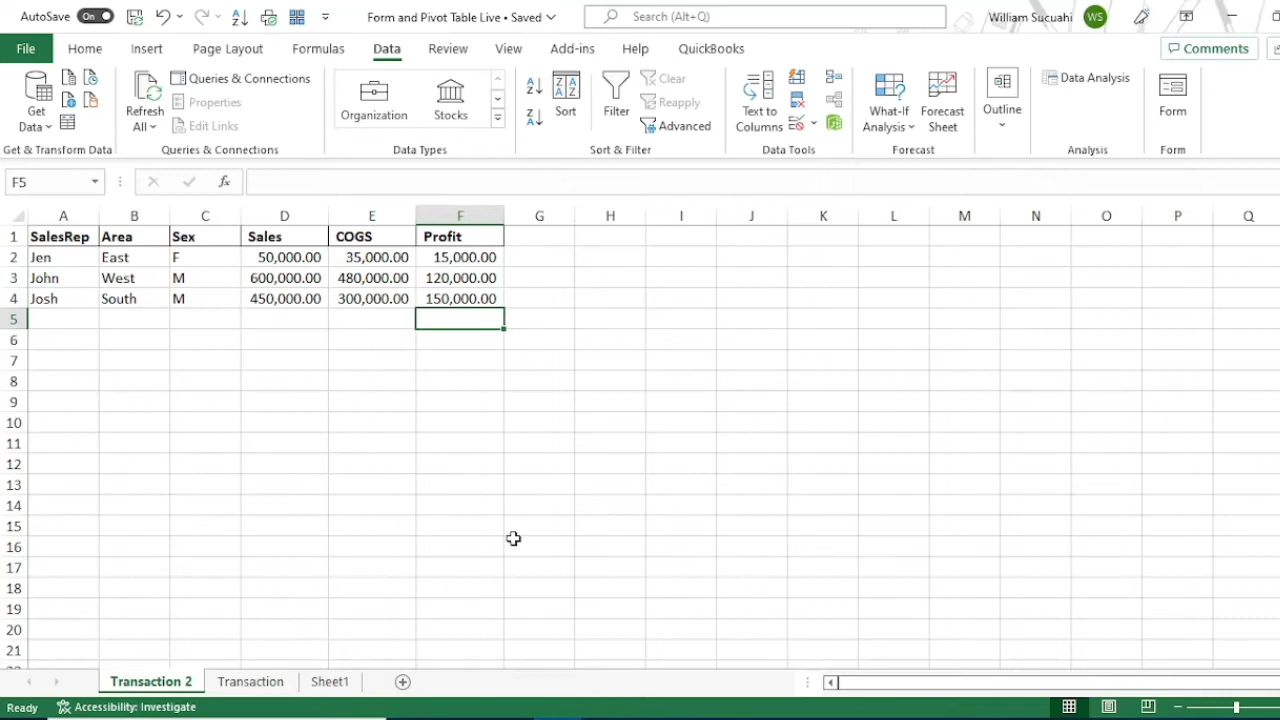 AutoSave On Form and Pivot Table Live • Saved Search (Alt+Q) William Sucuahi WS
File Home Insert Page Layout Formulas Data Review View Add-ins Help QuickBooks Comments
Get Data Refresh All Queries & Connections Properties Edit Links Organization Stocks Sort Filter Clear Reapply Advanced Text to Columns What-If Analysis Forecast Sheet Outline Data Analysis Form
Get & Transform Data Queries & Connections Data Types Sort & Filter Data Tools Forecast Analysis Form
F5 fx
A B C D E F G H I J K L M N O P Q
1 SalesRep Area Sex Sales COGS Profit
2 Jen East F 50,000.00 35,000.00 15,000.00
3 John West M 600,000.00 480,000.00 120,000.00
4 Josh South M 450,000.00 300,000.00 150,000.00
5
6
7
8
9
10
11
12
13
14
15
16
17
18
19
20
21
Transaction 2 Transaction Sheet1
Ready Accessibility: Investigate